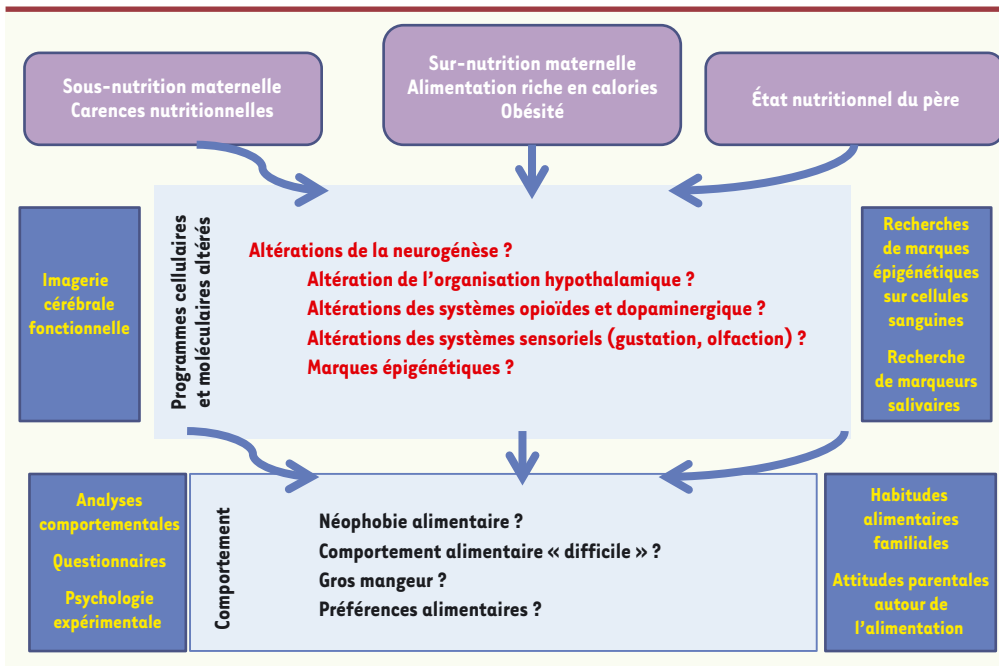 Sous-nutrition maternelle
Carences nutritionnelles
Sur-nutrition maternelle
Alimentation riche en calories
Obésité
État nutritionnel du père
Imagerie
cérébrale
fonctionnelle
Programmes cellulaires
et moléculaires altérés
Altérations de la neurogénèse ?
Altération de l'organisation hypothalamique ?
Altérations des systèmes opioïdes et dopaminergique ?
Altérations des systèmes sensoriels (gustation, olfaction) ?
Marques épigénétiques ?
Recherches
de marques
épigénétiques
sur cellules
sanguines
Recherche
de marqueurs
salivaires
Analyses
comportementales
Questionnaires
Psychologie
expérimentale
Comportement
Néophobie alimentaire ?
Comportement alimentaire « difficile » ?
Gros mangeur ?
Préférences alimentaires ?
Habitudes
alimentaires
familiales
Attitudes parentales
autour de
l'alimentation